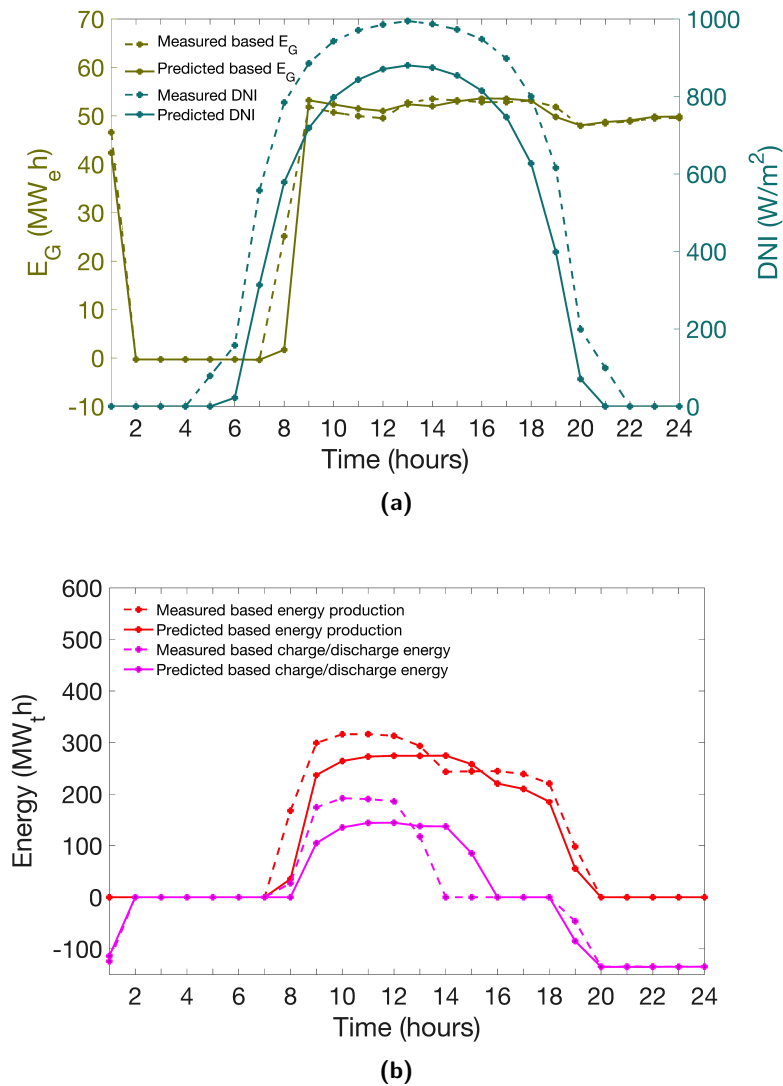 70
60
50
40
30
20
10
0
-10
E_G (MW_e h)
Measured based E_G
Predicted based E_G
Measured DNI
Predicted DNI
1000
800
600
400
200
0
DNI (W/m²)
2 4 6 8 10 12 14 16 18 20 22 24
Time (hours)
(a)
600
500
400
300
200
100
0
-100
Energy (MW_t h)
Measured based energy production
Predicted based energy production
Measured based charge/discharge energy
Predicted based charge/discharge energy
2 4 6 8 10 12 14 16 18 20 22 24
Time (hours)
(b)